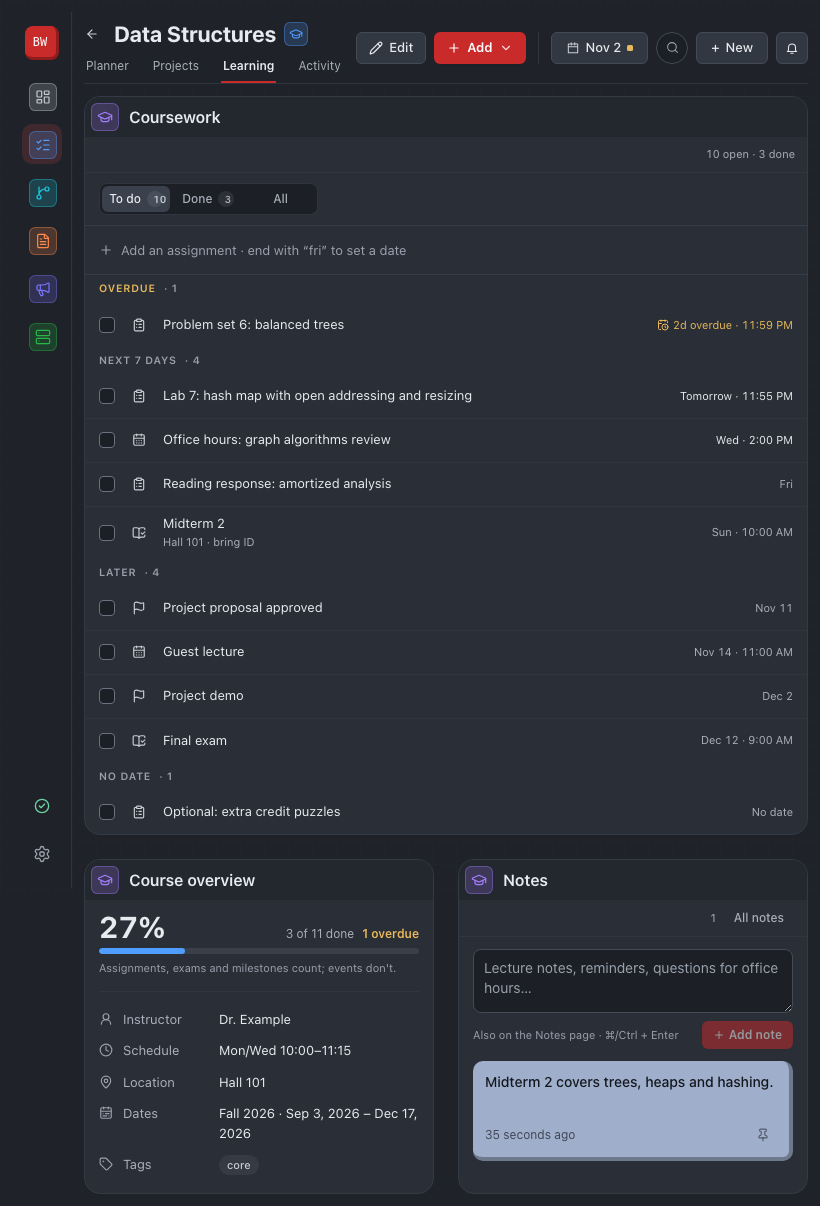 BW
Data Structures
Edit
Add
Nov 2
New
Planner
Projects
Learning
Activity
Coursework
10 open · 3 done
To do 10
Done 3
All
Add an assignment · end with “fri” to set a date
OVERDUE · 1
Problem set 6: balanced trees
2d overdue · 11:59 PM
NEXT 7 DAYS · 4
Lab 7: hash map with open addressing and resizing
Tomorrow · 11:55 PM
Office hours: graph algorithms review
Wed · 2:00 PM
Reading response: amortized analysis
Fri
Midterm 2
Hall 101 · bring ID
Sun · 10:00 AM
LATER · 4
Project proposal approved
Nov 11
Guest lecture
Nov 14 · 11:00 AM
Project demo
Dec 2
Final exam
Dec 12 · 9:00 AM
NO DATE · 1
Optional: extra credit puzzles
No date
Course overview
27%
3 of 11 done 1 overdue
Assignments, exams and milestones count; events don't.
Instructor
Dr. Example
Schedule
Mon/Wed 10:00–11:15
Location
Hall 101
Dates
Fall 2026 · Sep 3, 2026 – Dec 17,
2026
Tags
core
Notes
1
All notes
Lecture notes, reminders, questions for office
hours…
Also on the Notes page · ⌘/Ctrl + Enter
Add note
Midterm 2 covers trees, heaps and hashing.
35 seconds ago